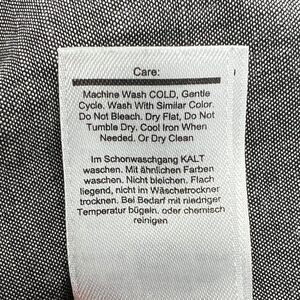 Care:
Machine Wash COLD, Gentle
Cycle. Wash With Similar Color.
Do Not Bleach. Dry Flat, Do Not
Tumble Dry. Cool Iron When
Needed. Or Dry Clean
Im Schonwaschgang KALT
waschen. Mit ähnlichen Farben
waschen. Nicht bleichen. Flach
liegend, nicht im Wäschetrockner
trocknen. Bei Bedarf mit niedriger
Temperatur bügeln. oder chemisch
reinigen